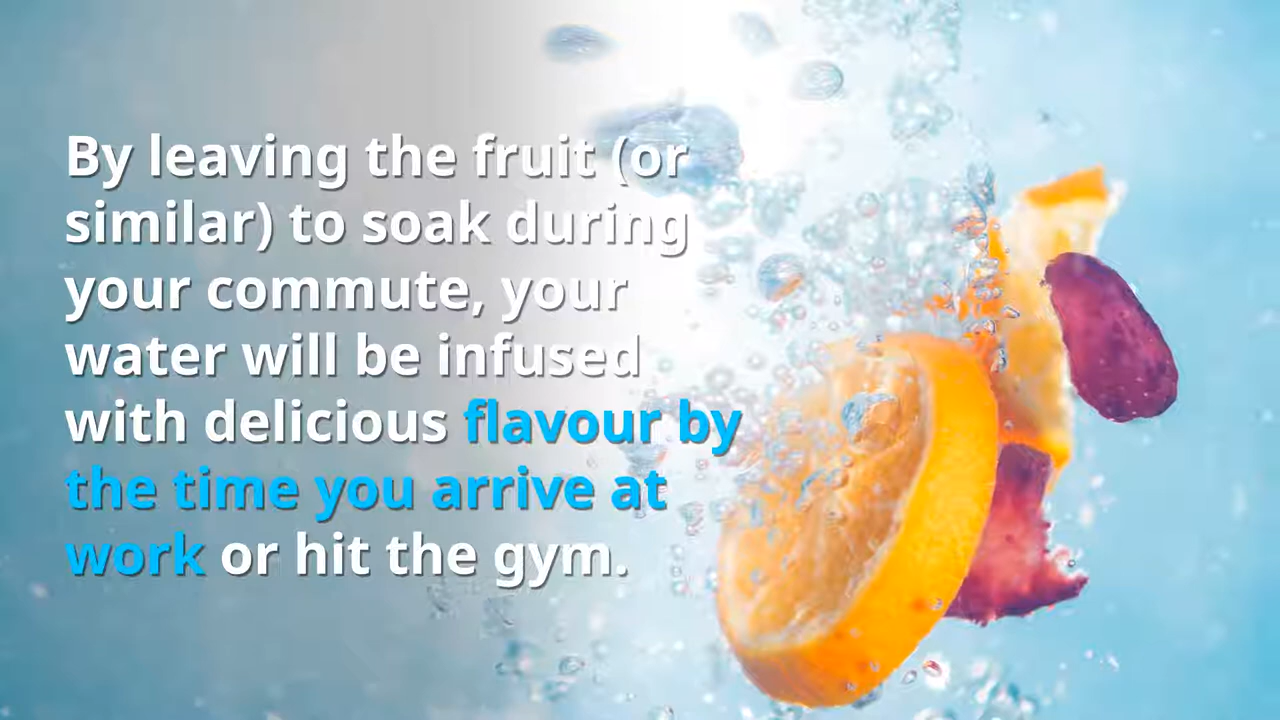 By leaving the fruit (or
similar) to soak during
your commute, your
water will be infused
with delicious flavour by
the time you arrive at
work or hit the gym.